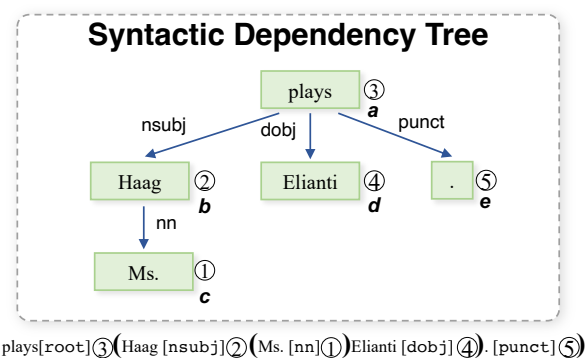 Syntactic Dependency Tree
plays ③
a
nsubj dobj punct
Haag ② Elianti ④ . ⑤
b d e
nn
Ms. ①
c
plays[root]③(Haag [nsubj]②(Ms. [nn]①)Elianti [dobj] ④). [punct] ⑤)